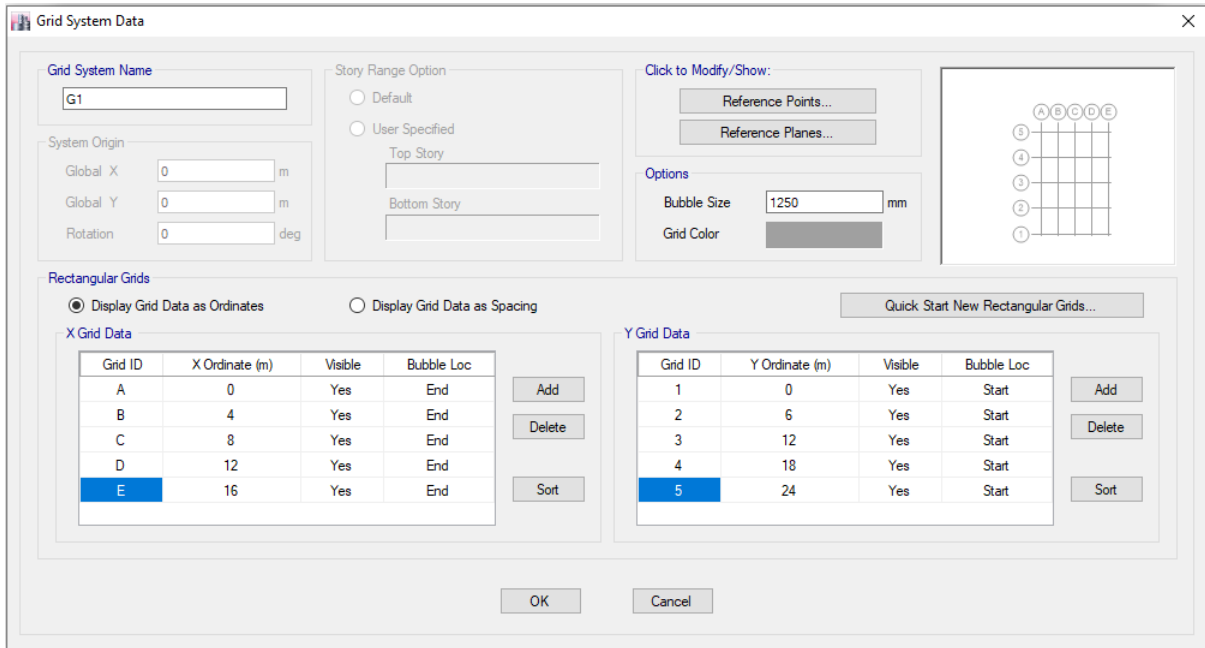 Grid System Data
Grid System Name
G1
System Origin
Global X 0 m
Global Y 0 m
Rotation 0 deg
Story Range Option
Default
User Specified
Top Story
Bottom Story
Click to Modify/Show:
Reference Points...
Reference Planes...
Options
Bubble Size 1250 mm
Grid Color
A B C D E
5
4
3
2
1
Rectangular Grids
Display Grid Data as Ordinates Display Grid Data as Spacing Quick Start New Rectangular Grids...
X Grid Data
Grid ID X Ordinate (m) Visible Bubble Loc
A 0 Yes End
B 4 Yes End
C 8 Yes End
D 12 Yes End
E 16 Yes End
Add
Delete
Sort
Y Grid Data
Grid ID Y Ordinate (m) Visible Bubble Loc
1 0 Yes Start
2 6 Yes Start
3 12 Yes Start
4 18 Yes Start
5 24 Yes Start
Add
Delete
Sort
OK Cancel